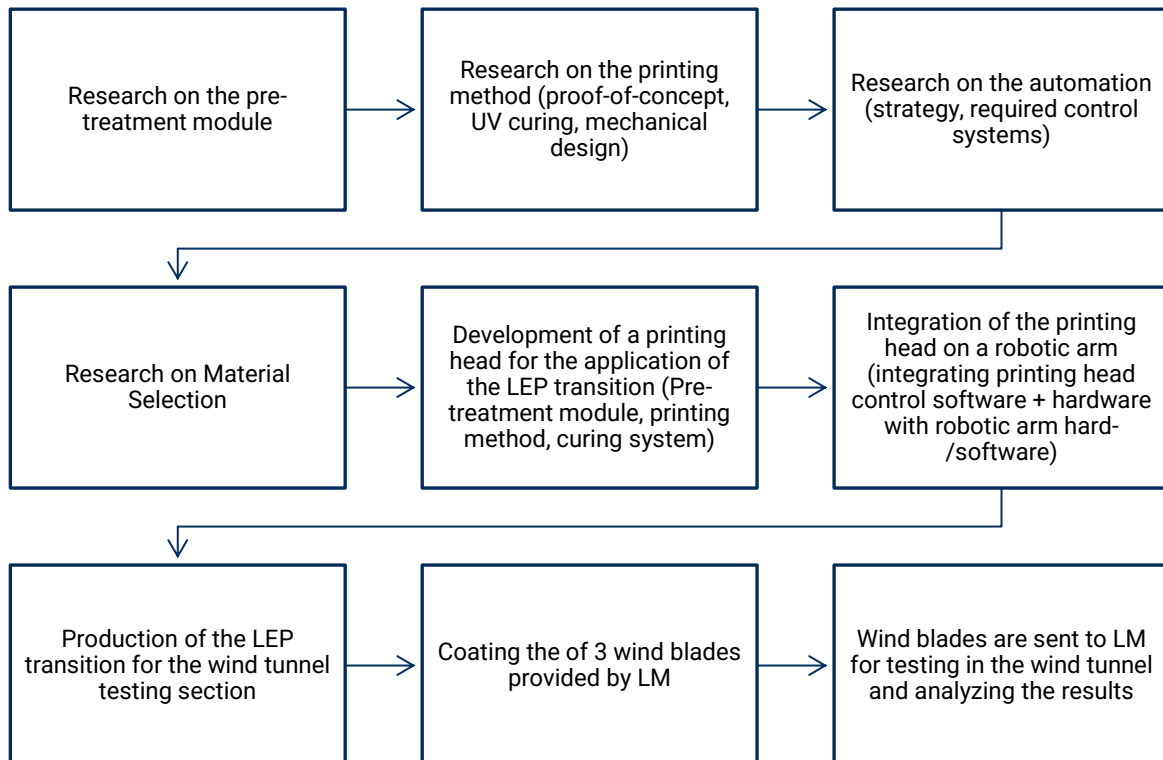 Research on the pre-
treatment module
Research on the printing
method (proof-of-concept,
UV curing, mechanical
design)
Research on the automation
(strategy, required control
systems)
Research on Material
Selection
Development of a printing
head for the application of
the LEP transition (Pre-
treatment module, printing
method, curing system)
Integration of the printing
head on a robotic arm
(integrating printing head
control software + hardware
with robotic arm hard-
/software)
Production of the LEP
transition for the wind tunnel
testing section
Coating the of 3 wind blades
provided by LM
Wind blades are sent to LM
for testing in the wind tunnel
and analyzing the results